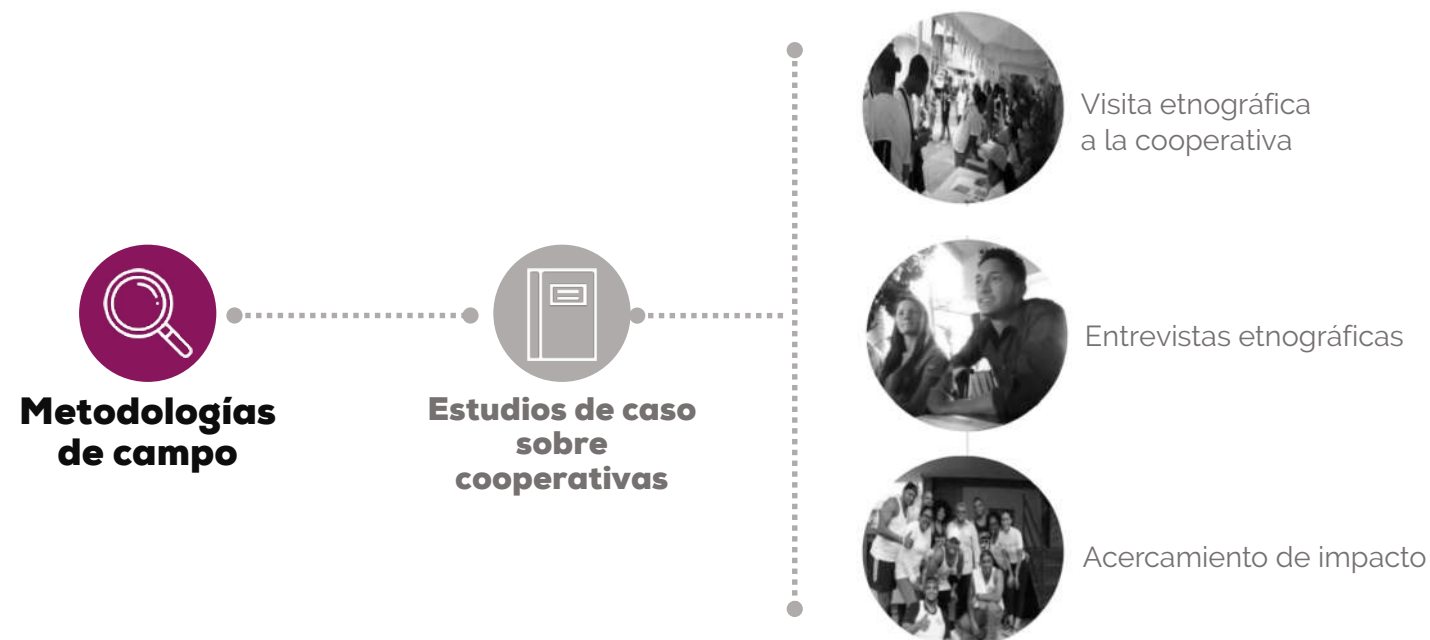 Metodologías
de campo
Estudios de caso
sobre
cooperativas
Visita etnográfica
a la cooperativa
Entrevistas etnográficas
Acercamiento de impacto